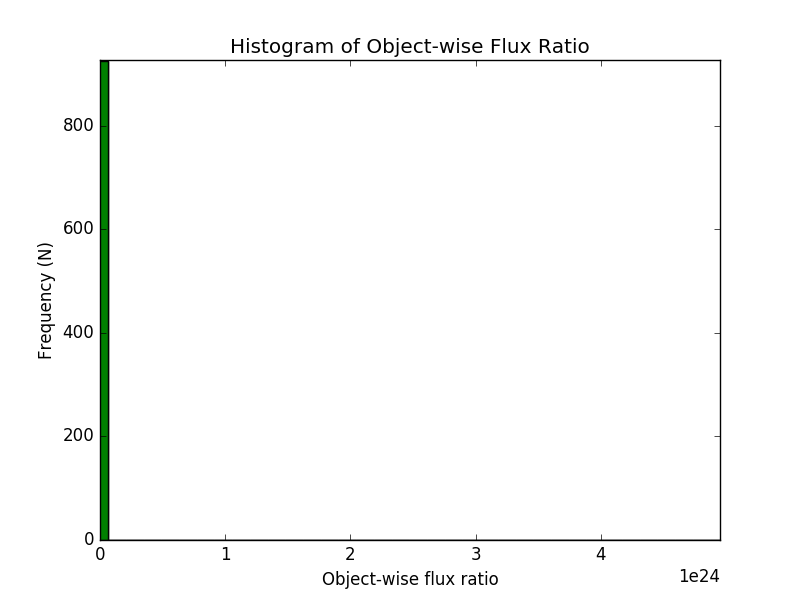 Histogram of Object-wise Flux Ratio
Frequency (N)
800
600
400
200
0
0 1 2 3 4
1e24
Object-wise flux ratio